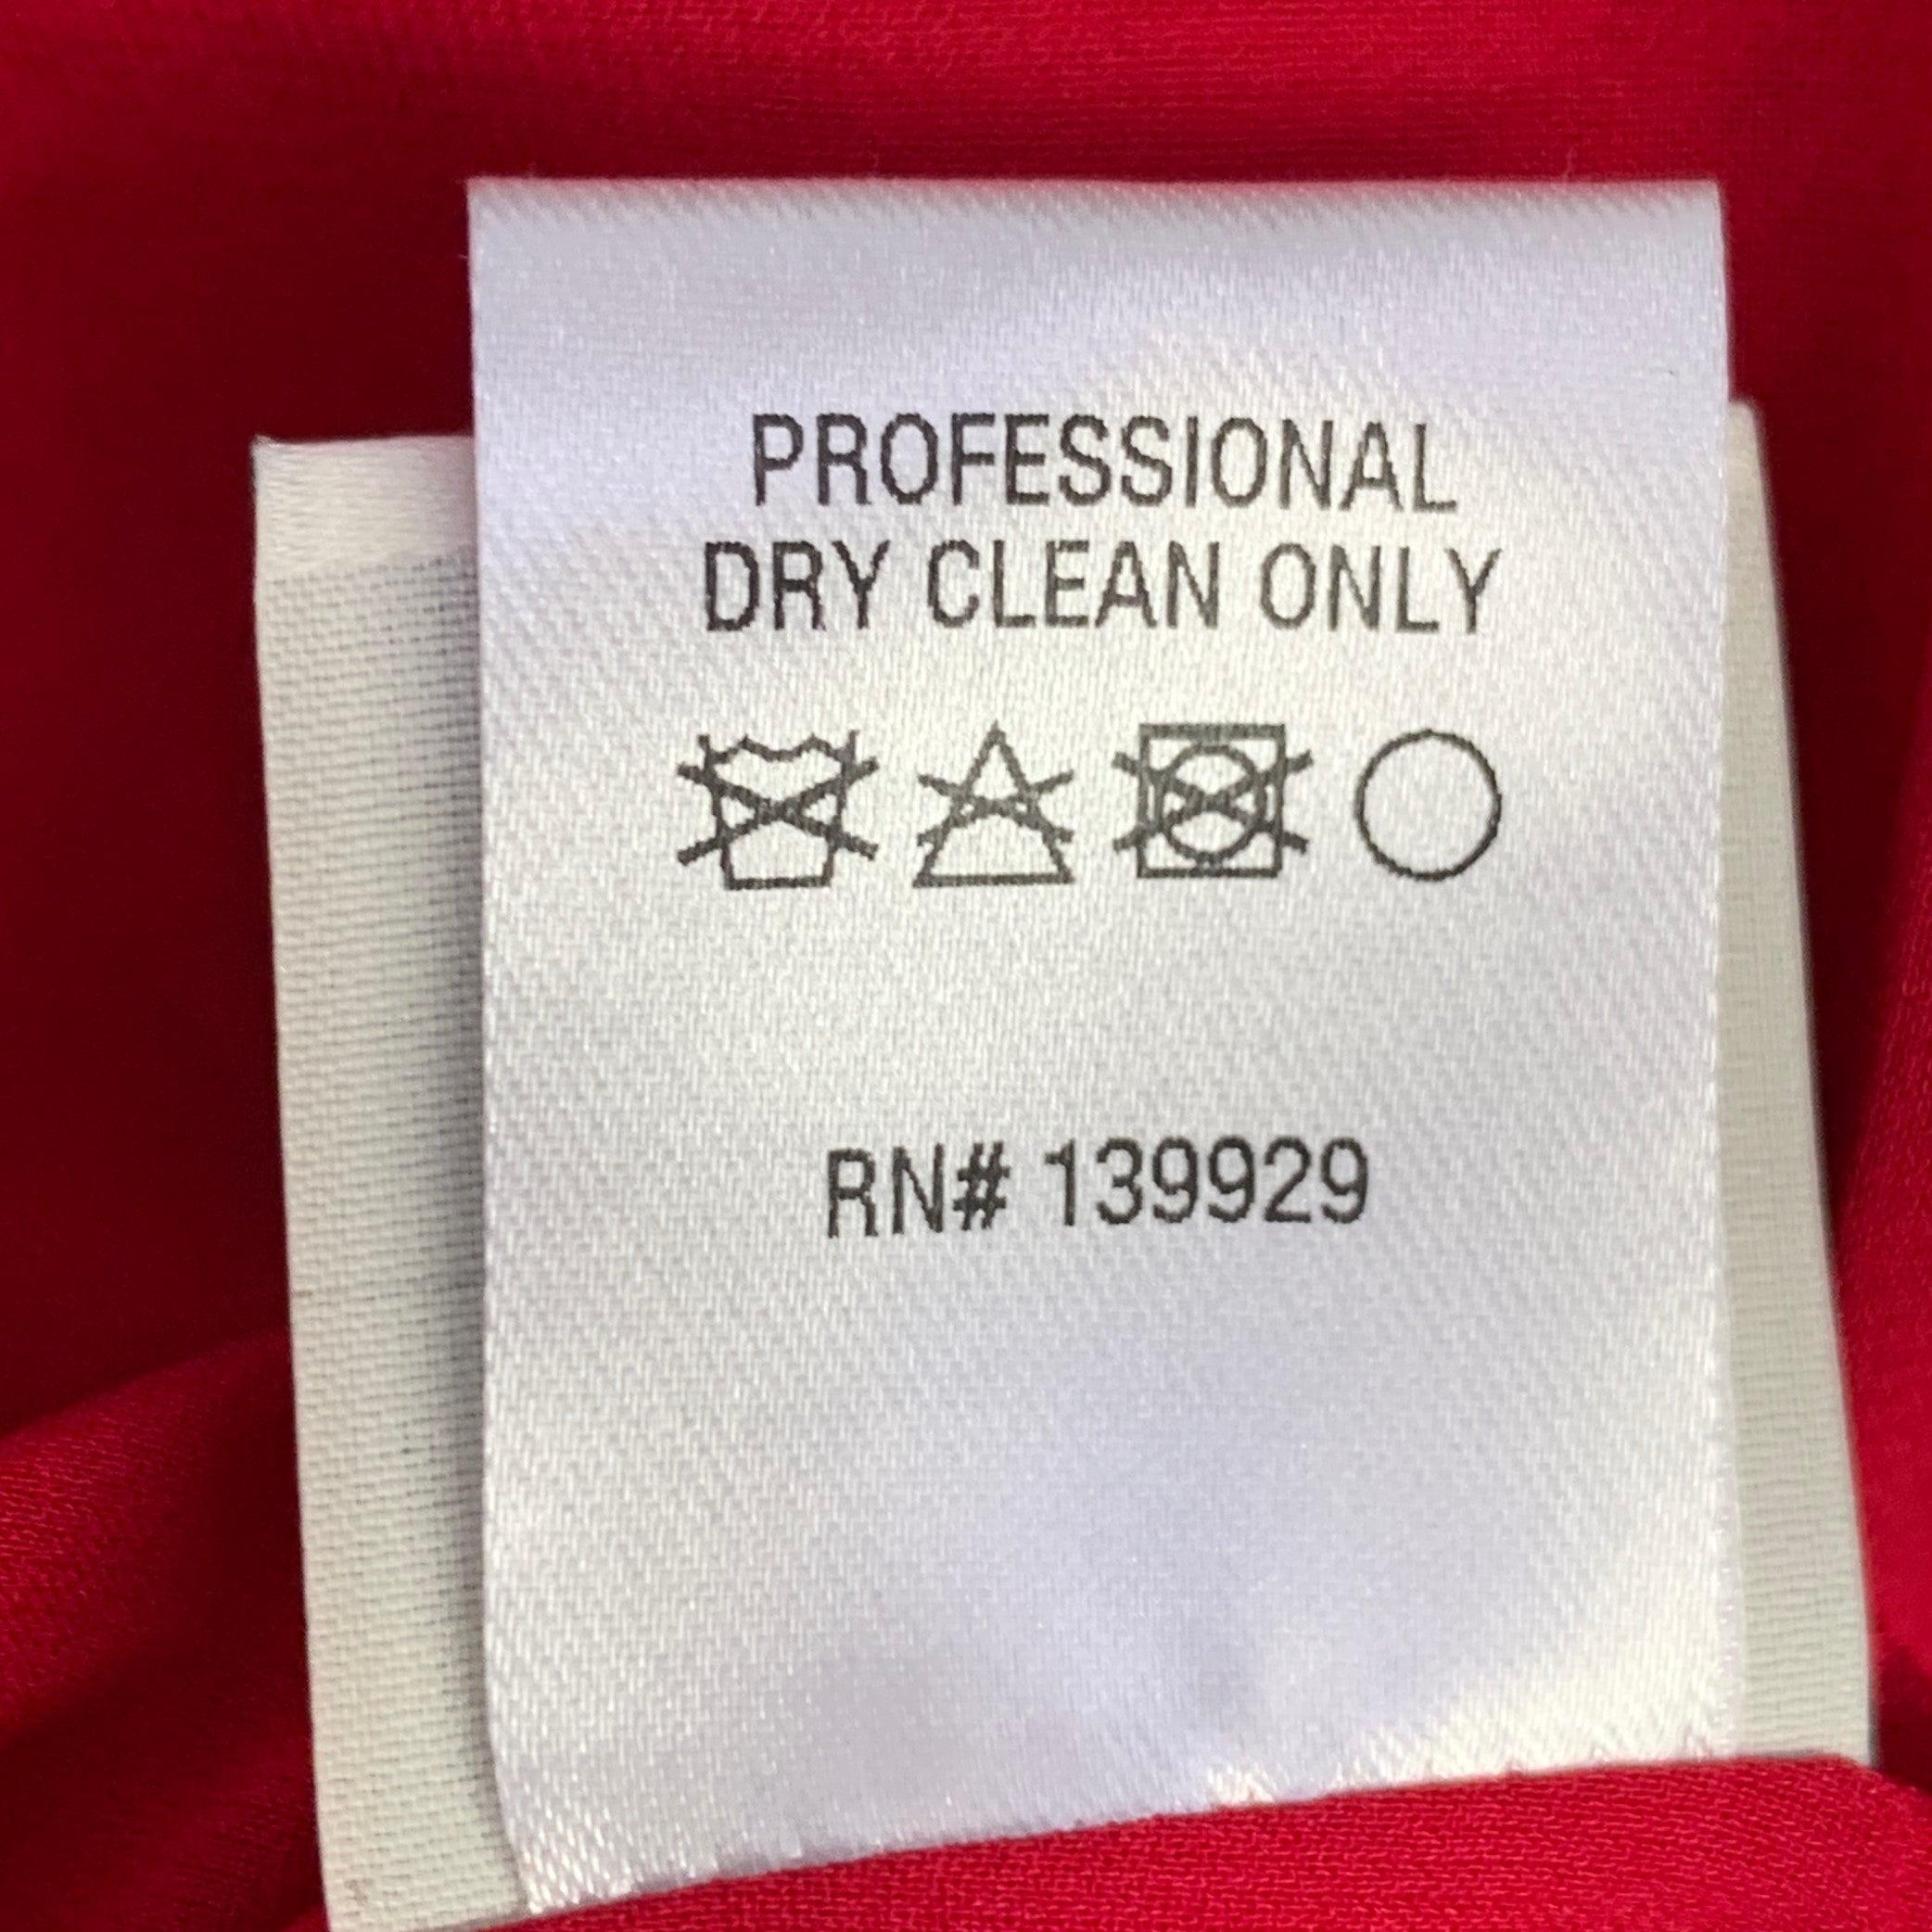 PROFESSIONAL
DRY CLEAN ONLY
RN# 139929